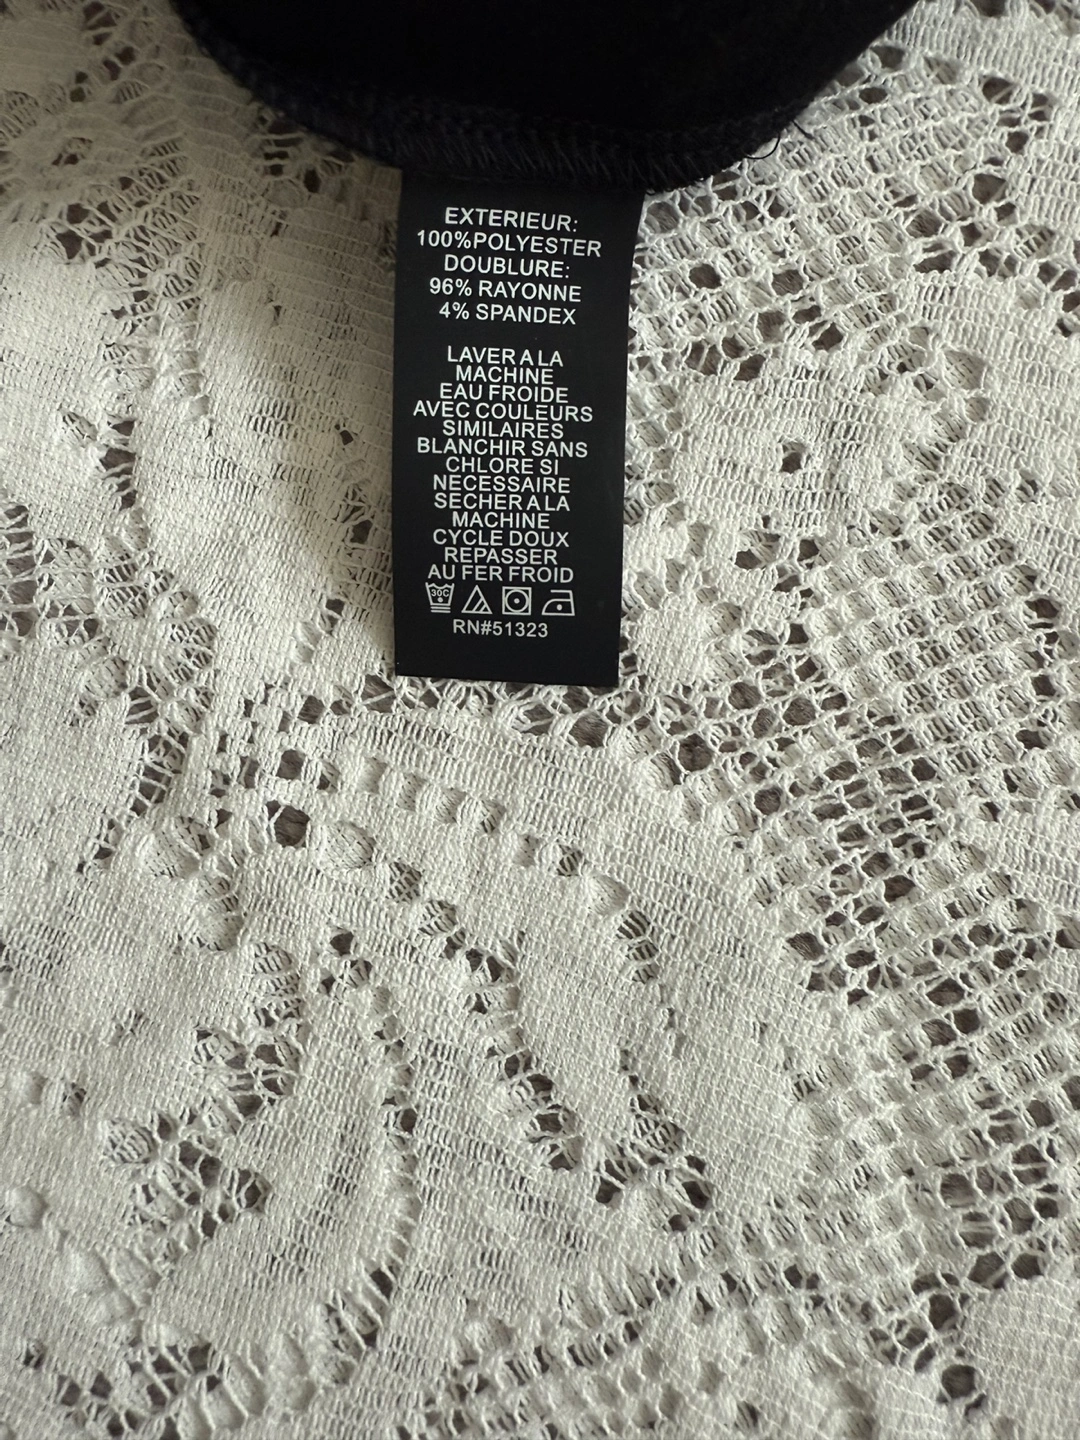 EXTERIEUR:
100%POLYESTER
DOUBLURE:
96% RAYONNE
4% SPANDEX
LAVER A LA
MACHINE
EAU FROIDE
AVEC COULEURS
SIMILAIRES
BLANCHIR SANS
CHLORE SI
NECESSAIRE
SECHER A LA
MACHINE
CYCLE DOUX
REPASSER
AU FER FROID
30C
RN#51323